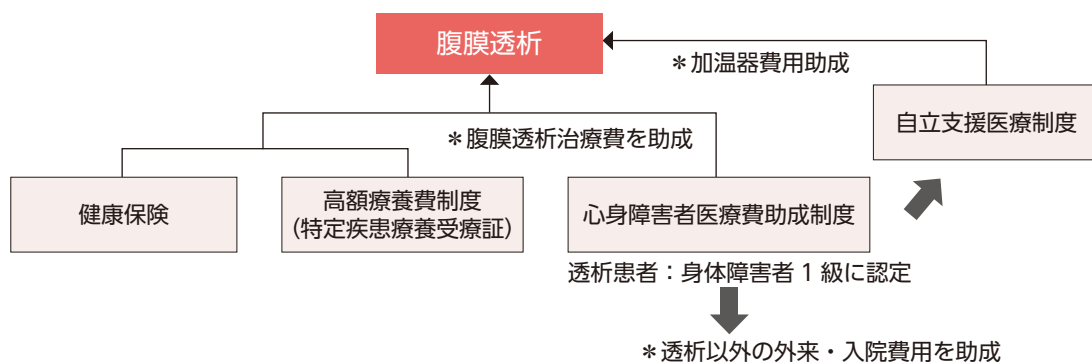 腹膜透析
＊加温器費用助成
自立支援医療制度
＊腹膜透析治療費を助成
健康保険
高額療養費制度
（特定疾患療養受療証）
心身障害者医療費助成制度
透析患者：身体障害者 1 級に認定
＊透析以外の外来・入院費用を助成